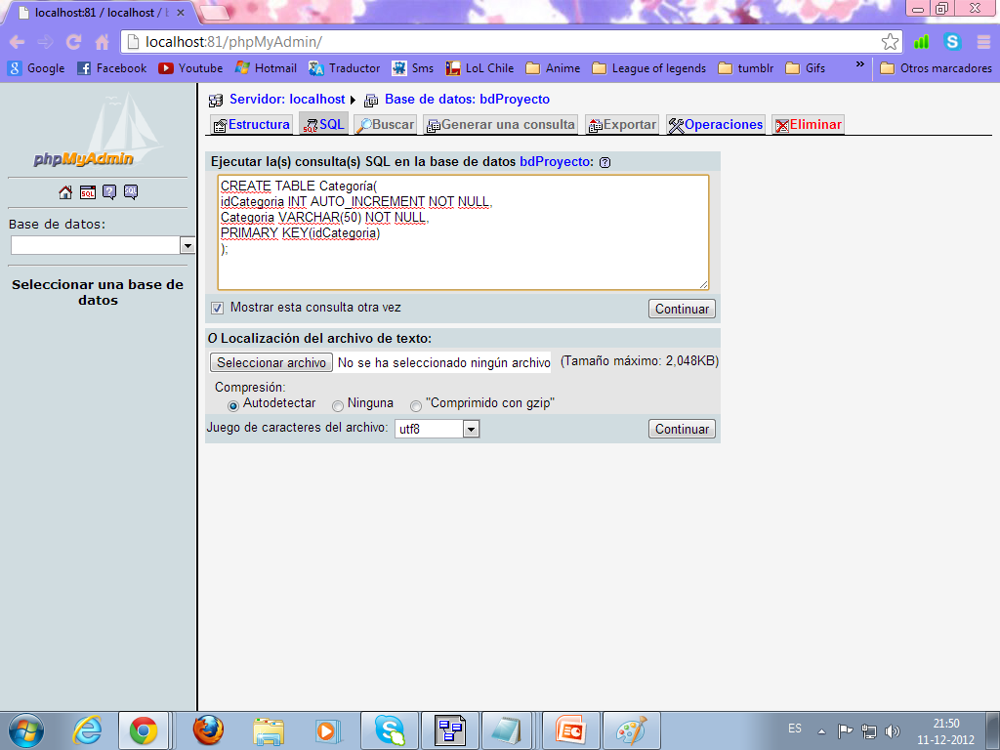 localhost:81 / localhost / b
localhost:81/phpMyAdmin/
Google Facebook Youtube Hotmail Traductor Sms LoL Chile Anime League of legends tumblr Gifs » Otros marcadores
phpMyAdmin
SQL
Base de datos:
Seleccionar una base de
datos
Servidor: localhost Base de datos: bdProyecto
Estructura SQL Buscar Generar una consulta Exportar Operaciones Eliminar
Ejecutar la(s) consulta(s) SQL en la base de datos bdProyecto:
CREATE TABLE Categoría(
idCategoria INT AUTO_INCREMENT NOT NULL,
Categoria VARCHAR(50) NOT NULL,
PRIMARY KEY(idCategoria)
);
Mostrar esta consulta otra vez Continuar
O Localización del archivo de texto:
Seleccionar archivo No se ha seleccionado ningún archivo (Tamaño máximo: 2,048KB)
Compresión:
Autodetectar Ninguna "Comprimido con gzip"
Juego de caracteres del archivo: utf8 Continuar
ES 21:50
11-12-2012